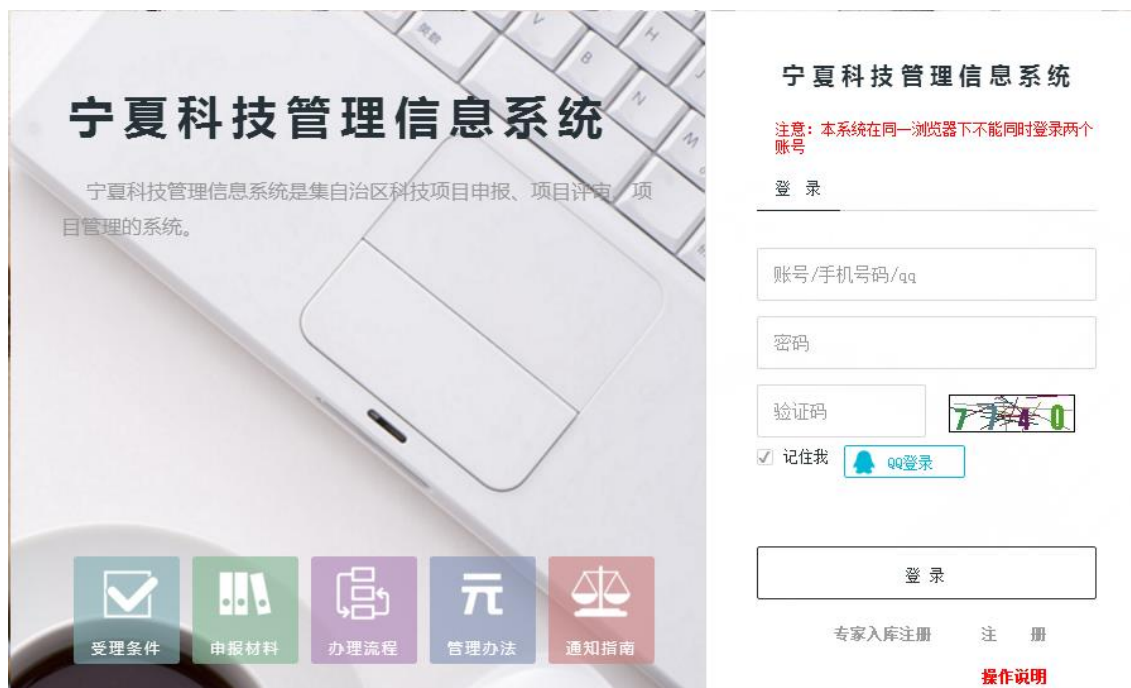 宁夏科技管理信息系统
宁夏科技管理信息系统是集自治区科技项目申报、项目评审、项
目管理的系统。
受理条件
申报材料
办理流程
元
管理办法
通知指南
宁夏科技管理信息系统
注意：本系统在同一浏览器下不能同时登录两个
账号
登 录
账号/手机号码/qq
密码
验证码
7740
记住我
QQ登录
登 录
专家入库注册 注 册
操作说明